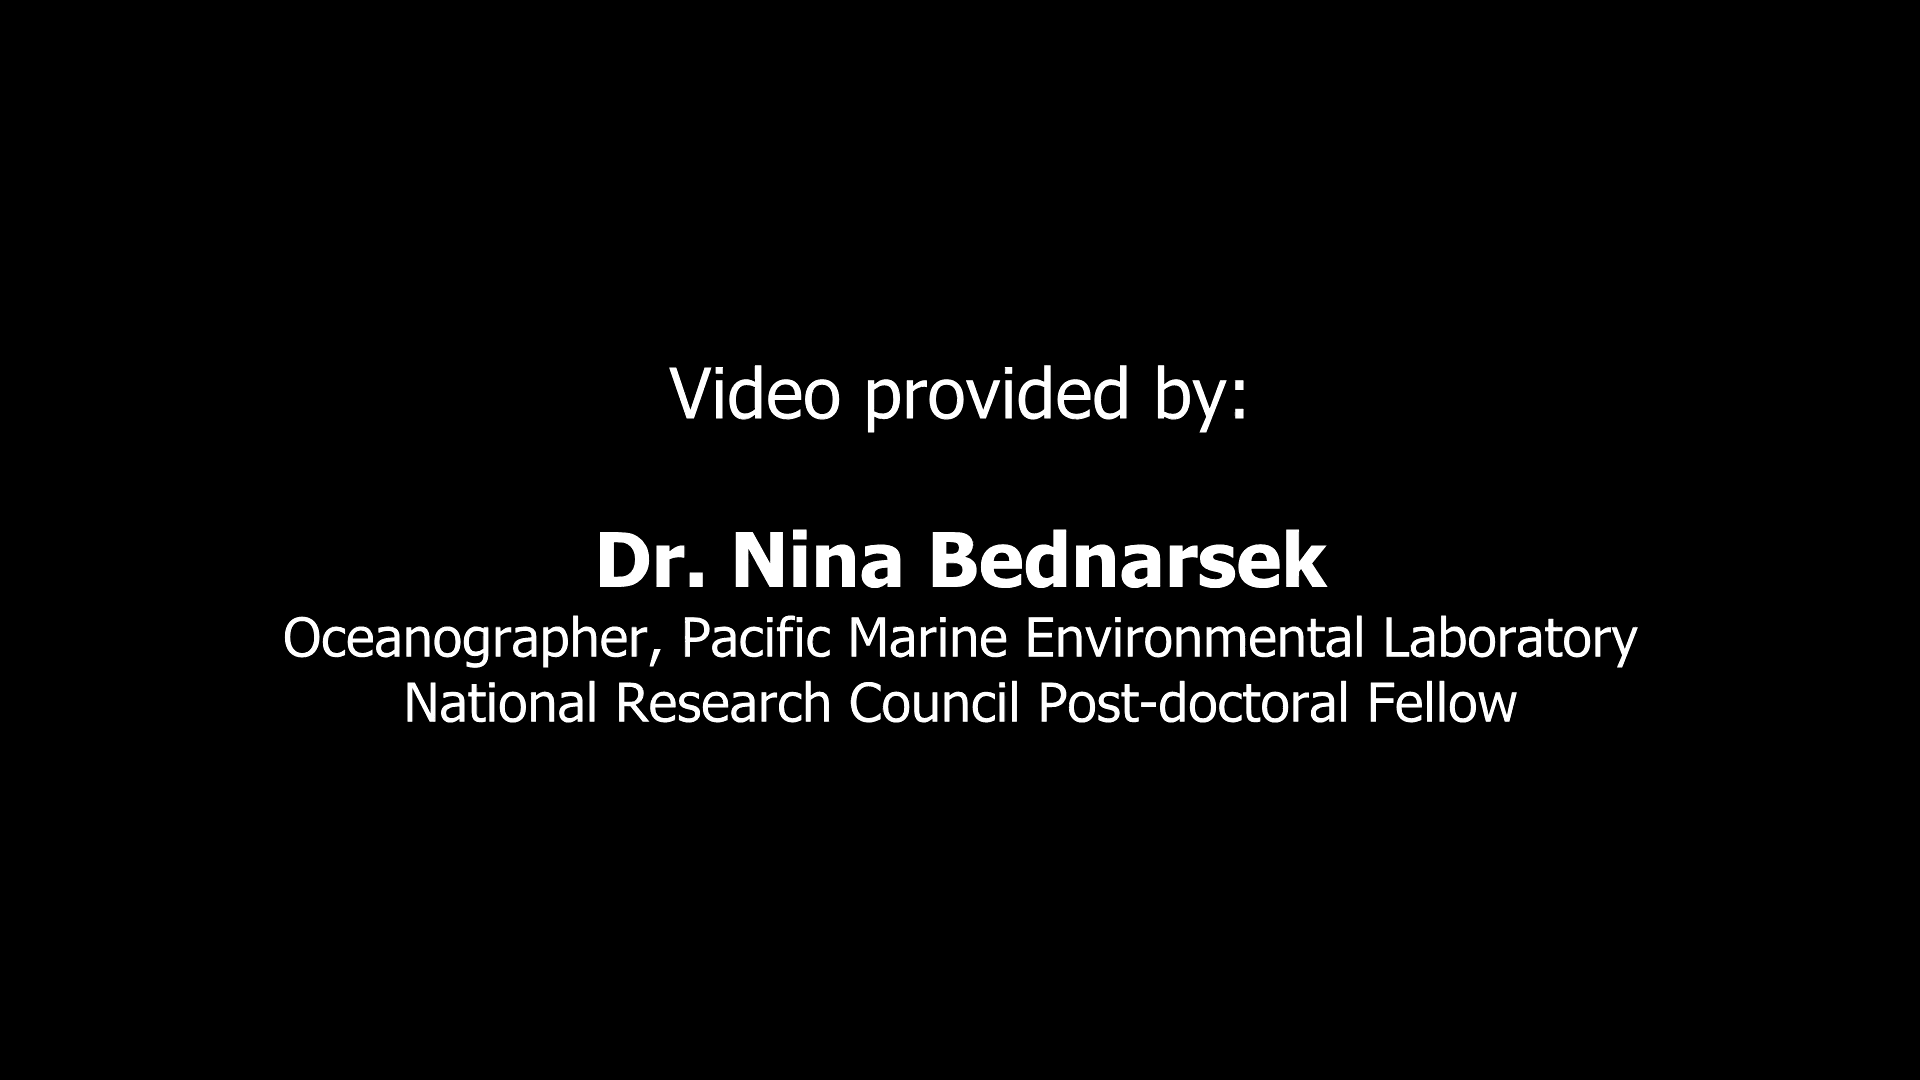 Video provided by:
Dr. Nina Bednarsek
Oceanographer, Pacific Marine Environmental Laboratory
National Research Council Post-doctoral Fellow